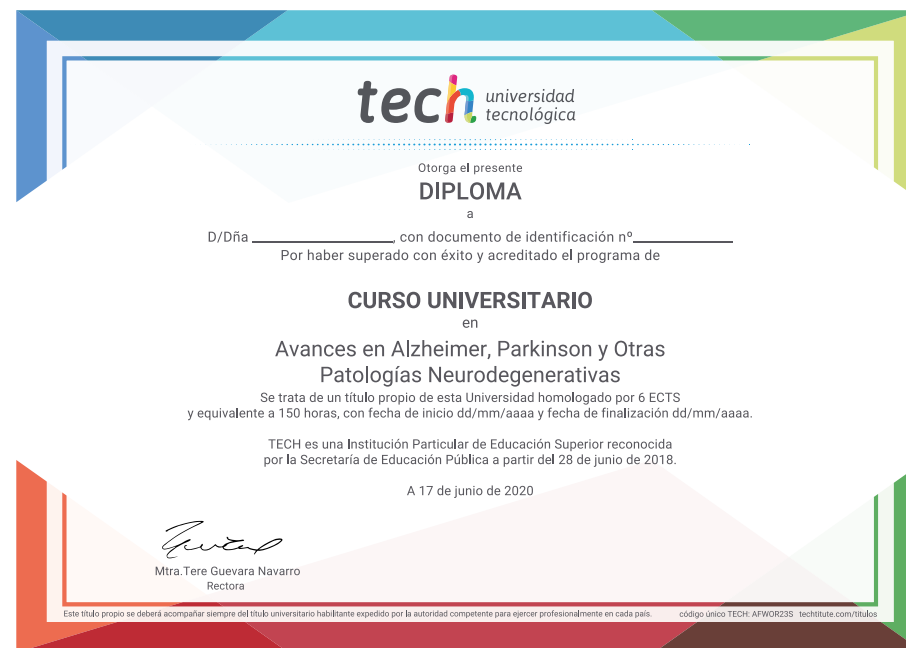 tech universidad
tecnológica
Otorga el presente
DIPLOMA
a
D/Dña ____________________, con documento de identificación nº______________
Por haber superado con éxito y acreditado el programa de
CURSO UNIVERSITARIO
en
Avances en Alzheimer, Parkinson y Otras
Patologías Neurodegenerativas
Se trata de un título propio de esta Universidad homologado por 6 ECTS
y equivalente a 150 horas, con fecha de inicio dd/mm/aaaa y fecha de finalización dd/mm/aaaa.
TECH es una Institución Particular de Educación Superior reconocida
por la Secretaría de Educación Pública a partir del 28 de junio de 2018.
A 17 de junio de 2020
Mtra.Tere Guevara Navarro
Rectora
Este título propio se deberá acompañar siempre del título universitario habilitante expedido por la autoridad competente para ejercer profesionalmente en cada país. código único TECH: AFWOR23S techtitute.com/titulos